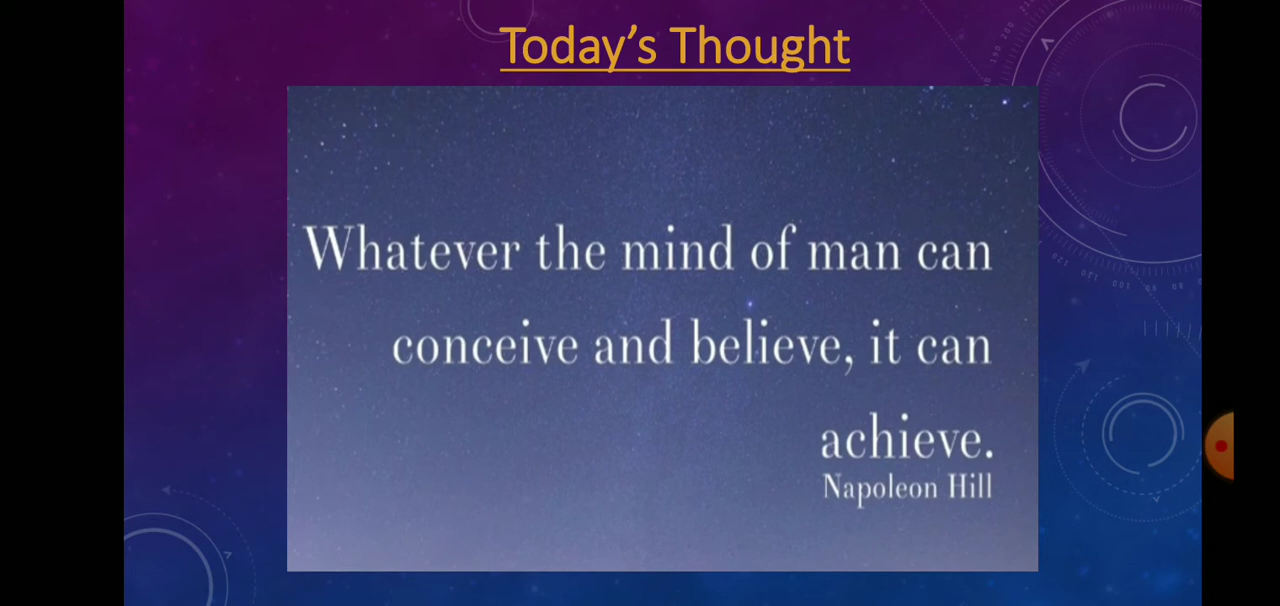 Today's Thought
Whatever the mind of man can
conceive and believe, it can
achieve.
Napoleon Hill